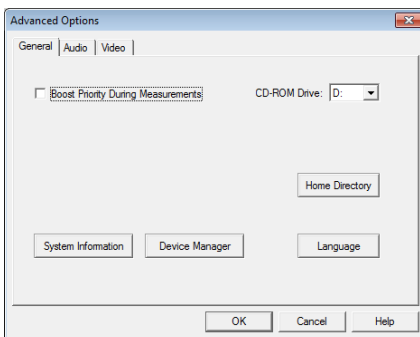 Advanced Options
General Audio Video
Boost Priority During Measurements CD-ROM Drive: D:
Home Directory
System Information Device Manager Language
OK Cancel Help